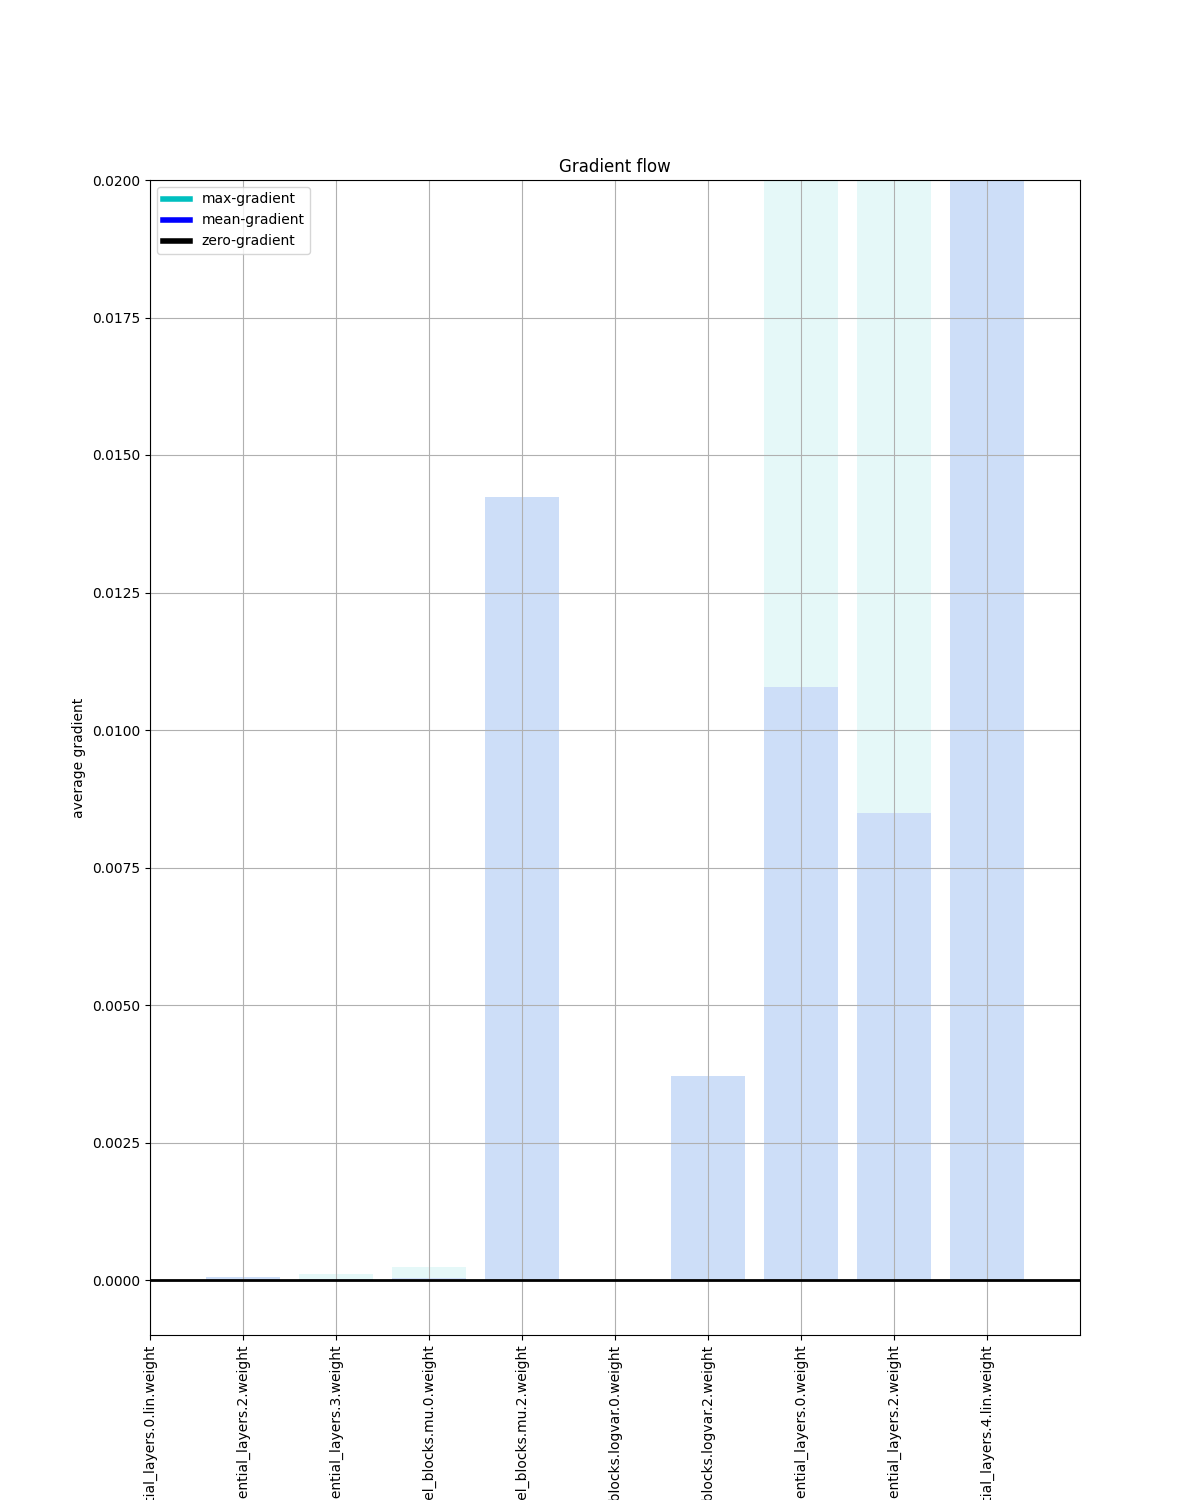 Gradient flow
max-gradient
mean-gradient
zero-gradient
average gradient
0.0200
0.0175
0.0150
0.0125
0.0100
0.0075
0.0050
0.0025
0.0000
tial_layers.0.lin.weight
ential_layers.2.weight
ential_layers.3.weight
el_blocks.mu.0.weight
el_blocks.mu.2.weight
blocks.logvar.0.weight
blocks.logvar.2.weight
ential_layers.0.weight
ential_layers.2.weight
tial_layers.4.lin.weight